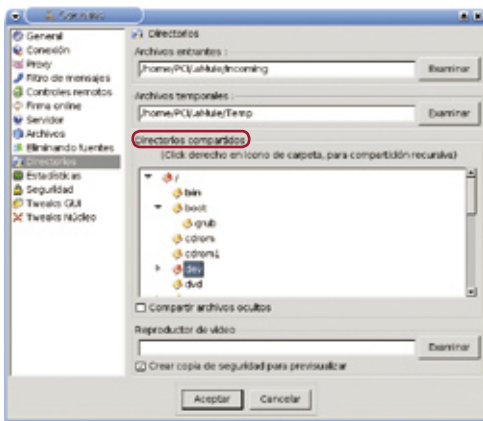 General
Conexión
Proxy
Filtro de mensajes
Controles remotos
Firma online
Servidor
Archivos
Eliminando fuentes
Directorios
Estadísticas
Seguridad
Tweaks GUI
Tweaks Núcleo
Directorios
Archivos entrantes :
/home/PCI/.aMule/Incoming
Examinar
Archivos temporales :
/home/PCI/.aMule/Temp
Examinar
Directorios compartidos
(Click derecho en icono de carpeta, para compartición recursiva)
/
bin
boot
grub
cdrom
cdrom1
dev
dvd
Compartir archivos ocultos
Reproductor de video
Examinar
Crear copia de seguridad para previsualizar
Aceptar
Cancelar